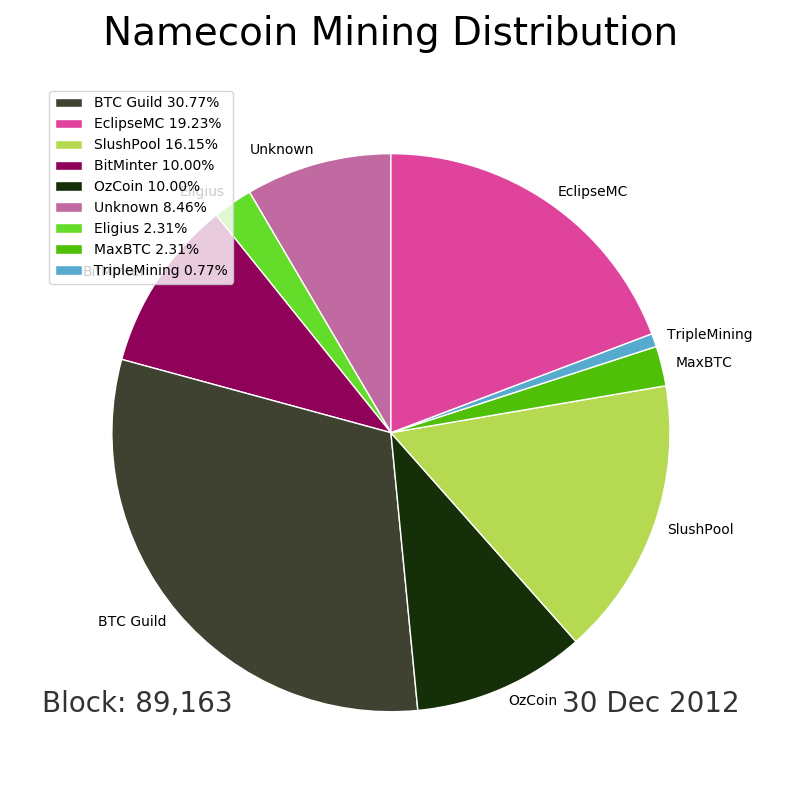 Namecoin Mining Distribution
BTC Guild 30.77%
EclipseMC 19.23%
SlushPool 16.15%
BitMinter 10.00%
OzCoin 10.00%
Unknown 8.46%
Eligius 2.31%
MaxBTC 2.31%
TripleMining 0.77%
Unknown
Eligius
EclipseMC
TripleMining
MaxBTC
SlushPool
BTC Guild
OzCoin
Block: 89,163
30 Dec 2012